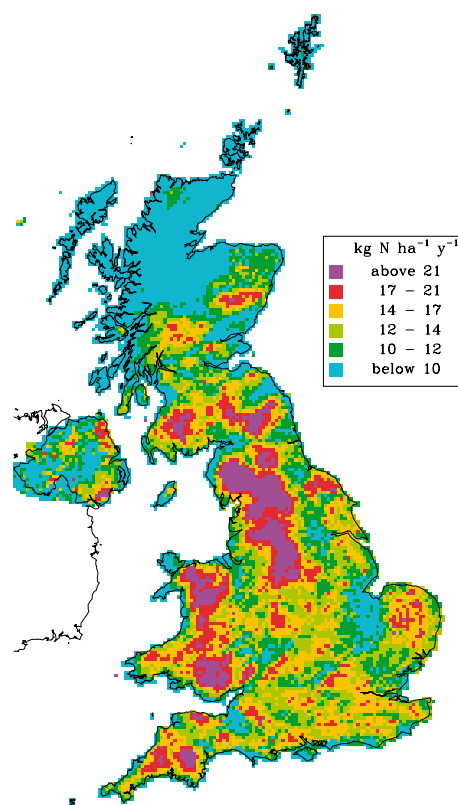 kg N ha⁻¹ y⁻¹
above 21
17 – 21
14 – 17
12 – 14
10 – 12
below 10